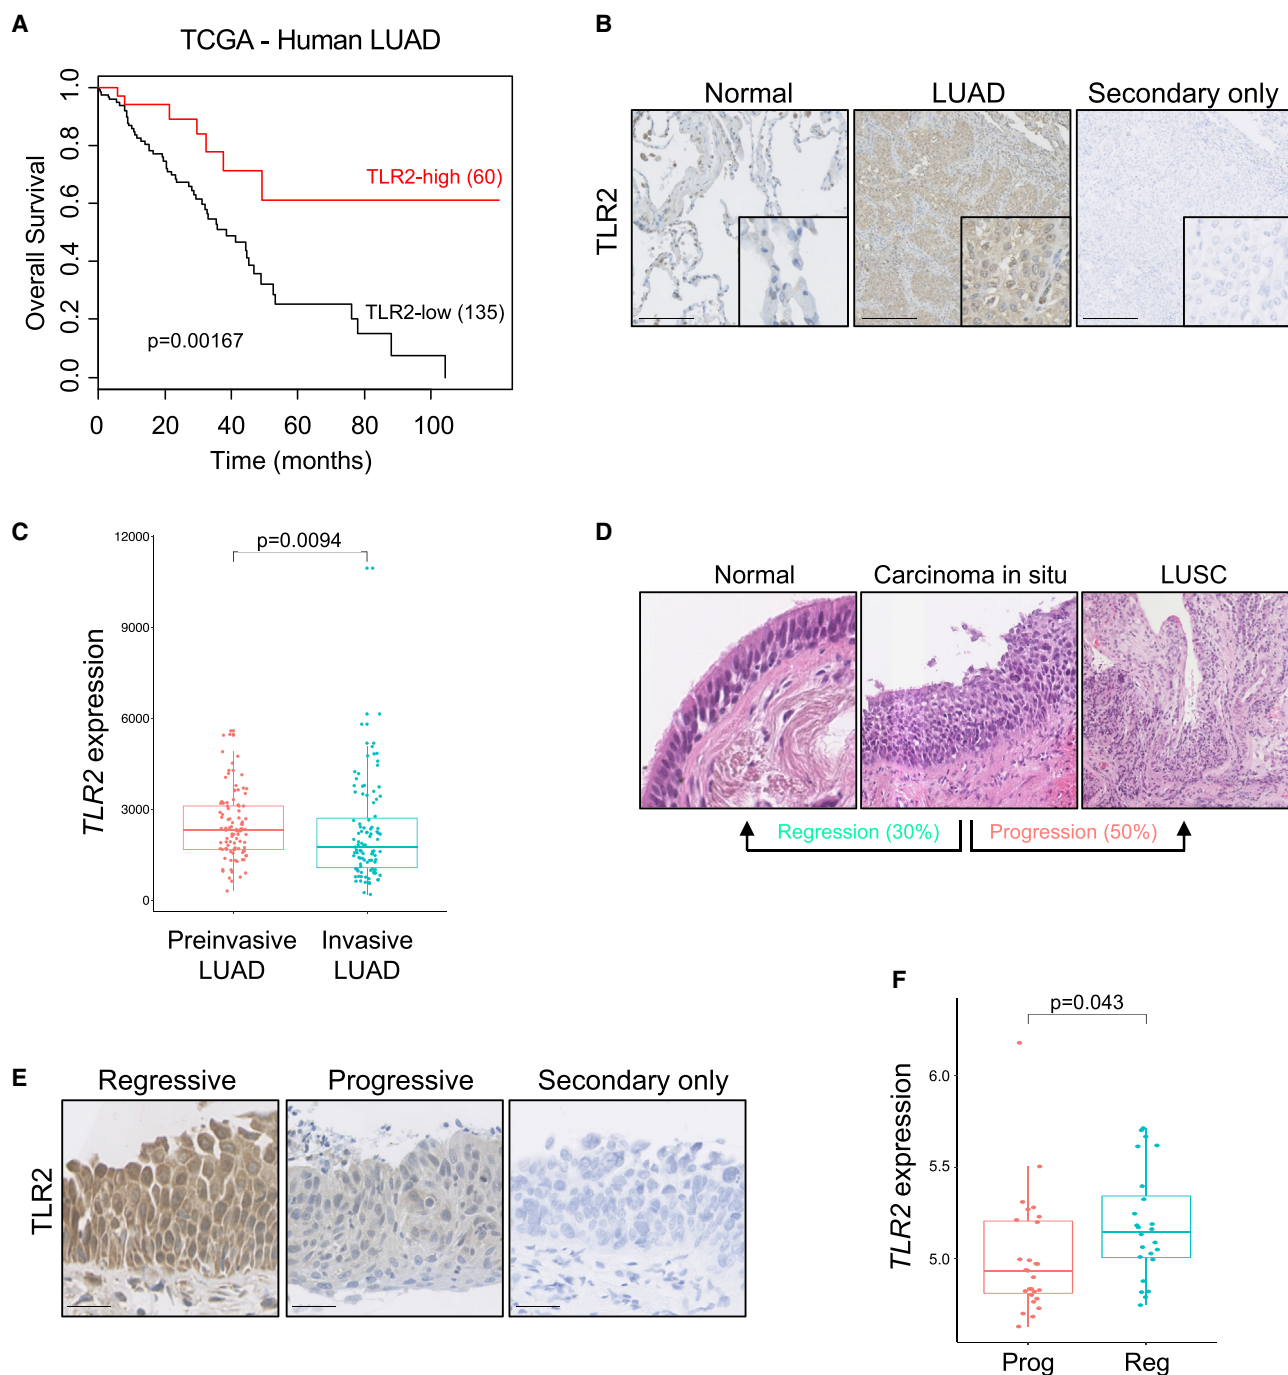 A
TCGA - Human LUAD
Overall Survival
1.0
0.8
0.6
0.4
0.2
0.0
TLR2-high (60)
TLR2-low (135)
p=0.00167
0 20 40 60 80 100
Time (months)
B
Normal LUAD Secondary only
TLR2
C
TLR2 expression
12000
9000
6000
3000
0
p=0.0094
Preinvasive LUAD
Invasive LUAD
D
Normal Carcinoma in situ LUSC
Regression (30%) Progression (50%)
E
Regressive Progressive Secondary only
TLR2
F
p=0.043
TLR2 expression
6.0
5.5
5.0
Prog Reg